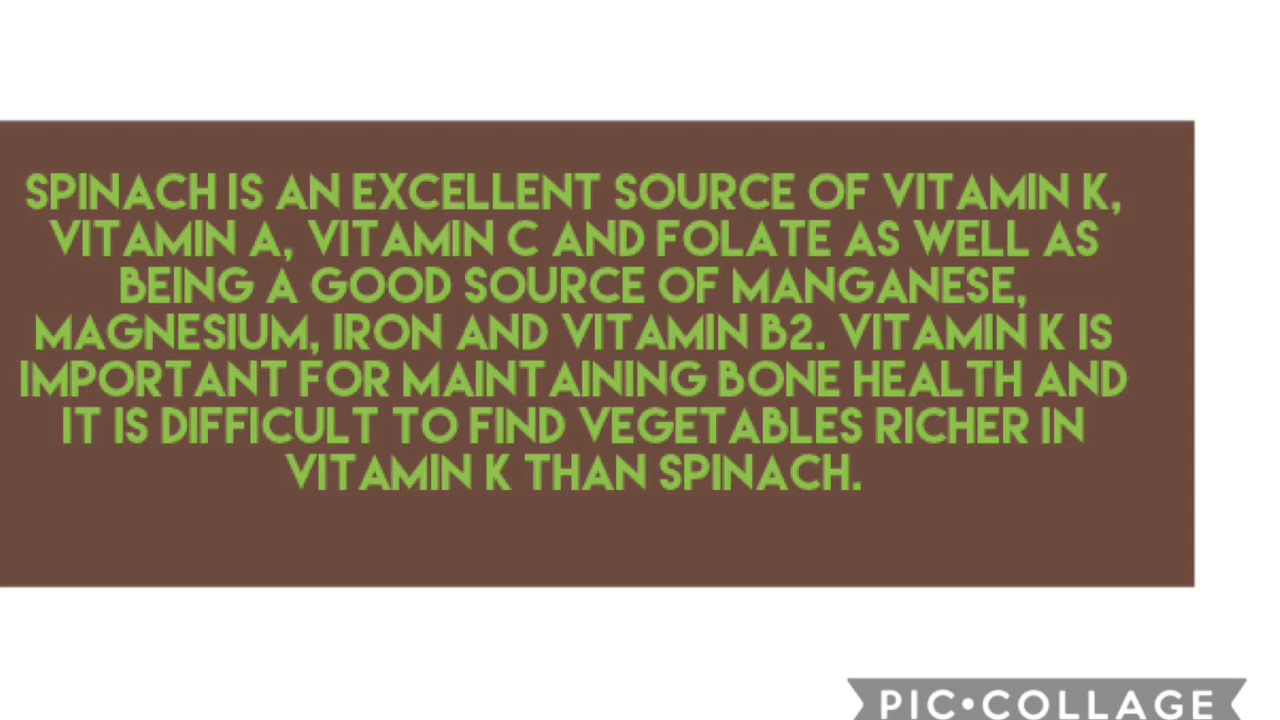 SPINACH IS AN EXCELLENT SOURCE OF VITAMIN K,
VITAMIN A, VITAMIN C AND FOLATE AS WELL AS
BEING A GOOD SOURCE OF MANGANESE,
MAGNESIUM, IRON AND VITAMIN B2. VITAMIN K IS
IMPORTANT FOR MAINTAINING BONE HEALTH AND
IT IS DIFFICULT TO FIND VEGETABLES RICHER IN
VITAMIN K THAN SPINACH.
PIC•COLLAGE